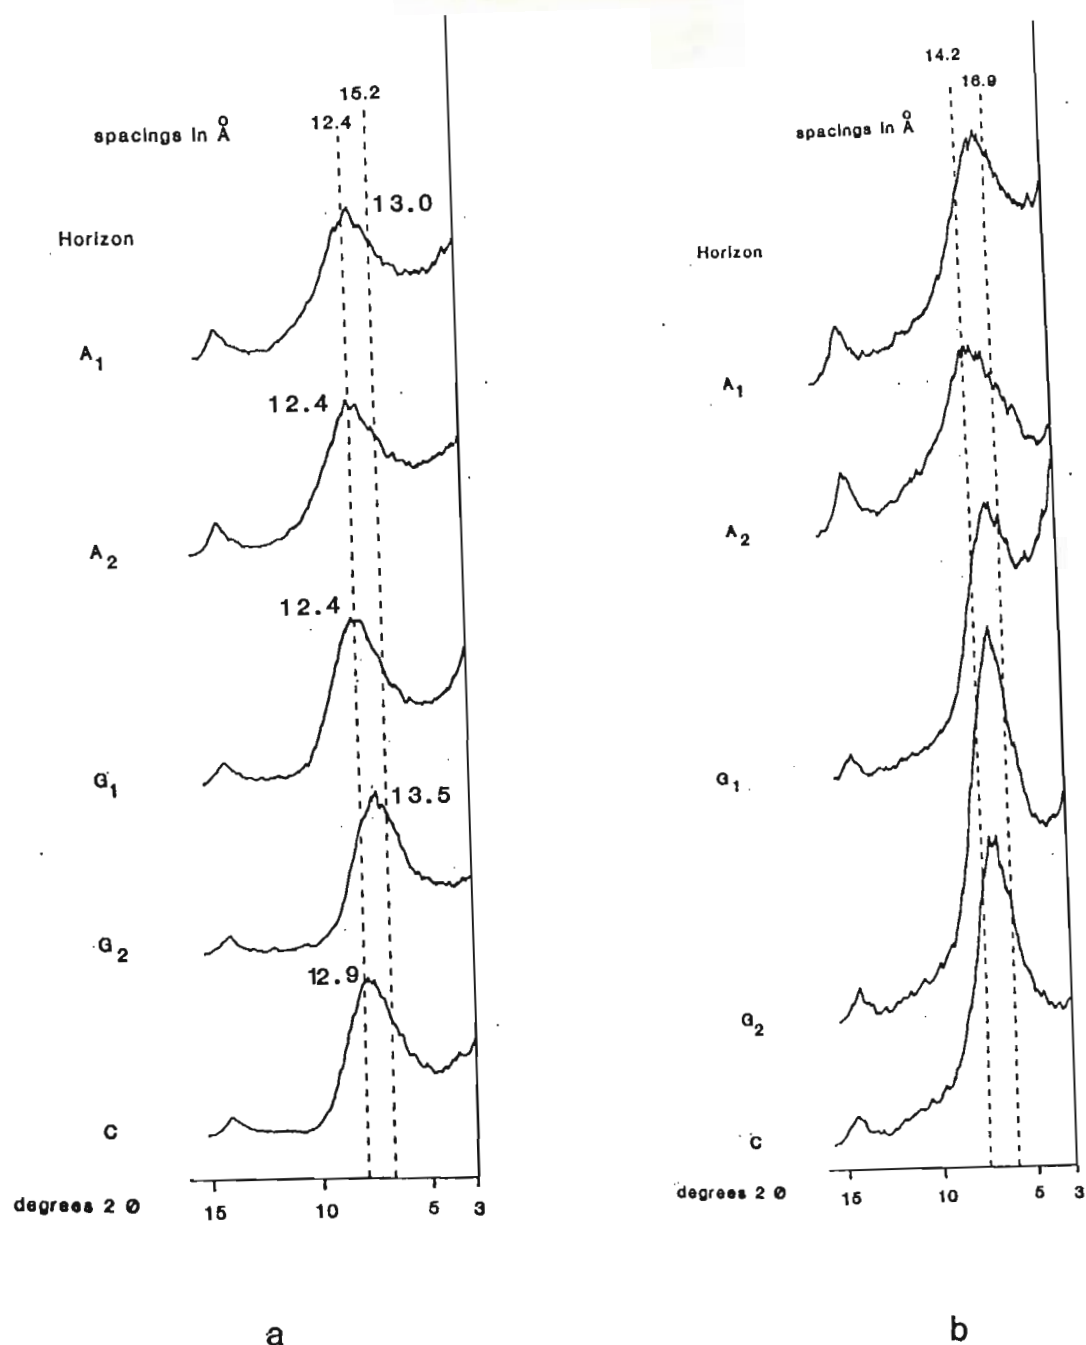 15.2
12.4
spacings in Å
13.0
Horizon
A1
12.4
A2
12.4
G1
13.5
G2
12.9
C
degrees 2 θ
15 10 5 3
a
14.2
16.9
spacings in Å
Horizon
A1
A2
G1
G2
C
degrees 2 θ
15 10 5 3
b